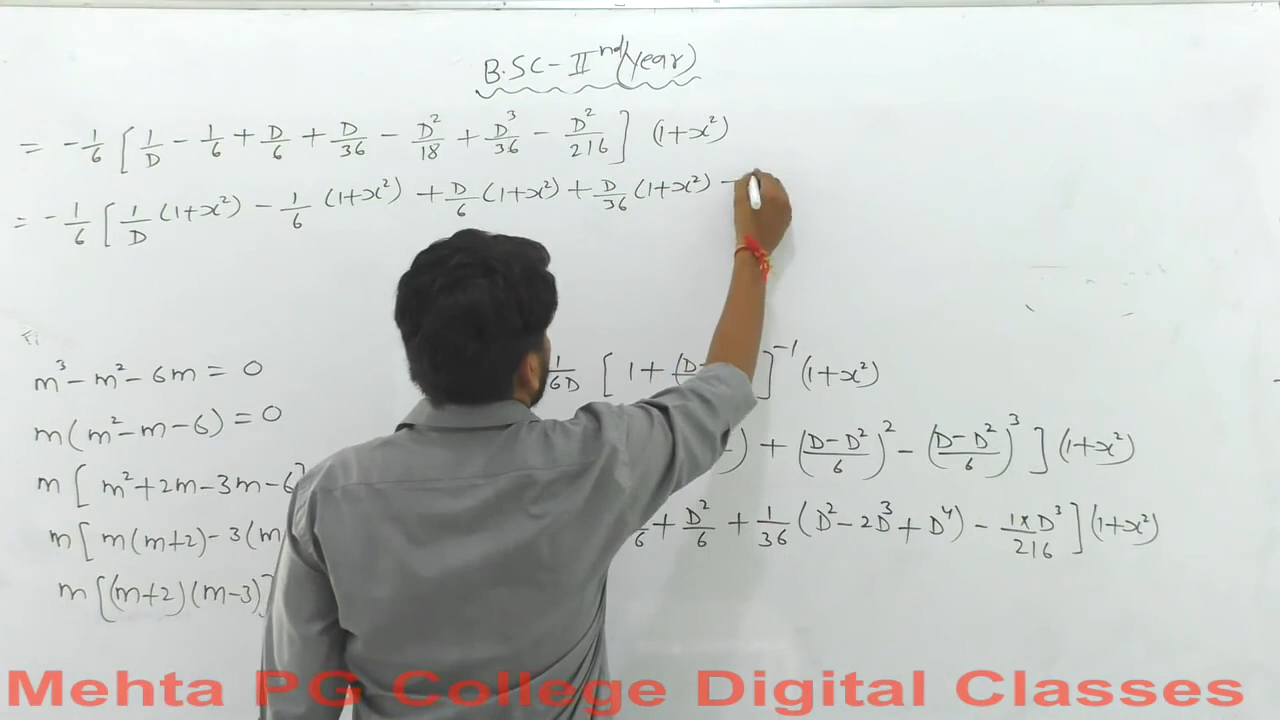 B.SC-IInd(Year)
= -1/6 [1/D - 1/6 + D/6 + D/36 - D²/18 + D³/36 - D²/216] (1+x²)
= -1/6 [1/D (1+x²) - 1/6 (1+x²) + D/6 (1+x²) + D/36 (1+x²) -
m³-m²-6m = 0
1/6D [1+(D- ]⁻¹(1+x²)
m(m²-m-6)=0
) + (D-D²/6)² - (D-D²/6)³](1+x²)
m[m²+2m-3m-6]
6 + D²/6 + 1/36 (D²-2D³+D⁴) - 1×D³/216](1+x²)
m[m(m+2)-3(m
m[(m+2)(m-3)]
Mehta PG College Digital Classes